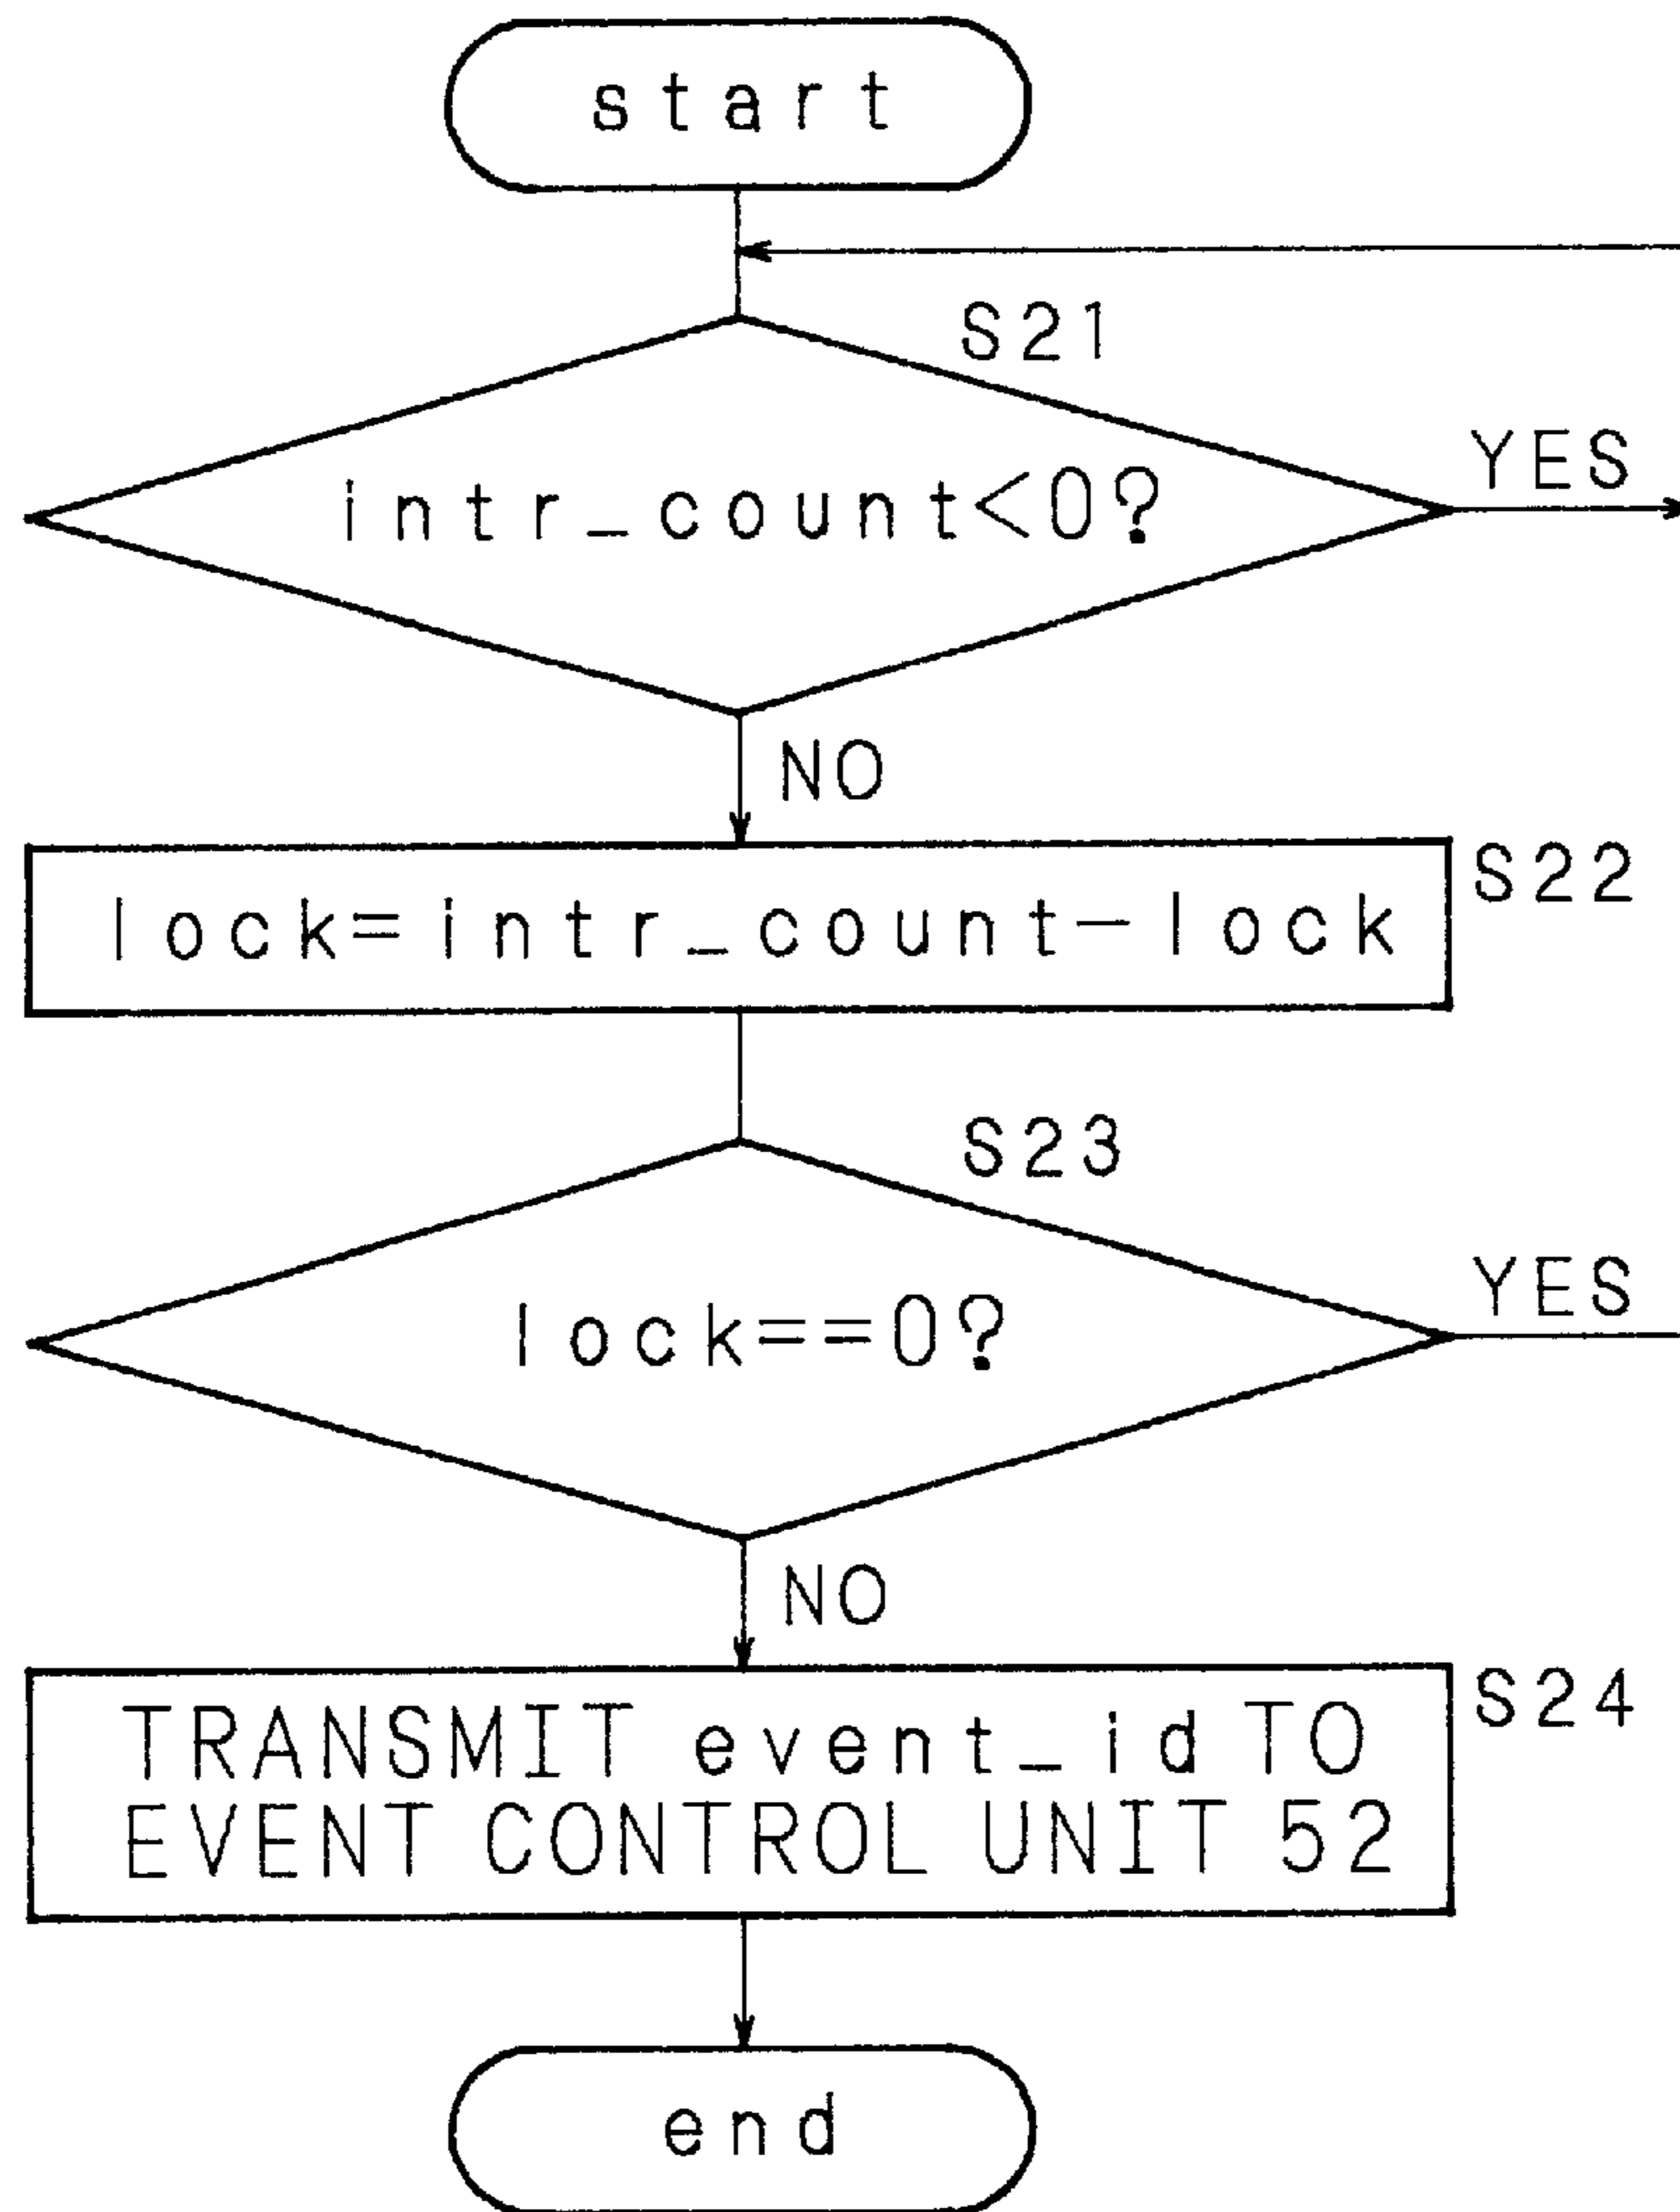 start
S21
intr_count<0?
YES
NO
S22
lock=intr_count-lock
S23
lock==0?
YES
NO
S24
TRANSMIT event_id TO
EVENT CONTROL UNIT 52
end